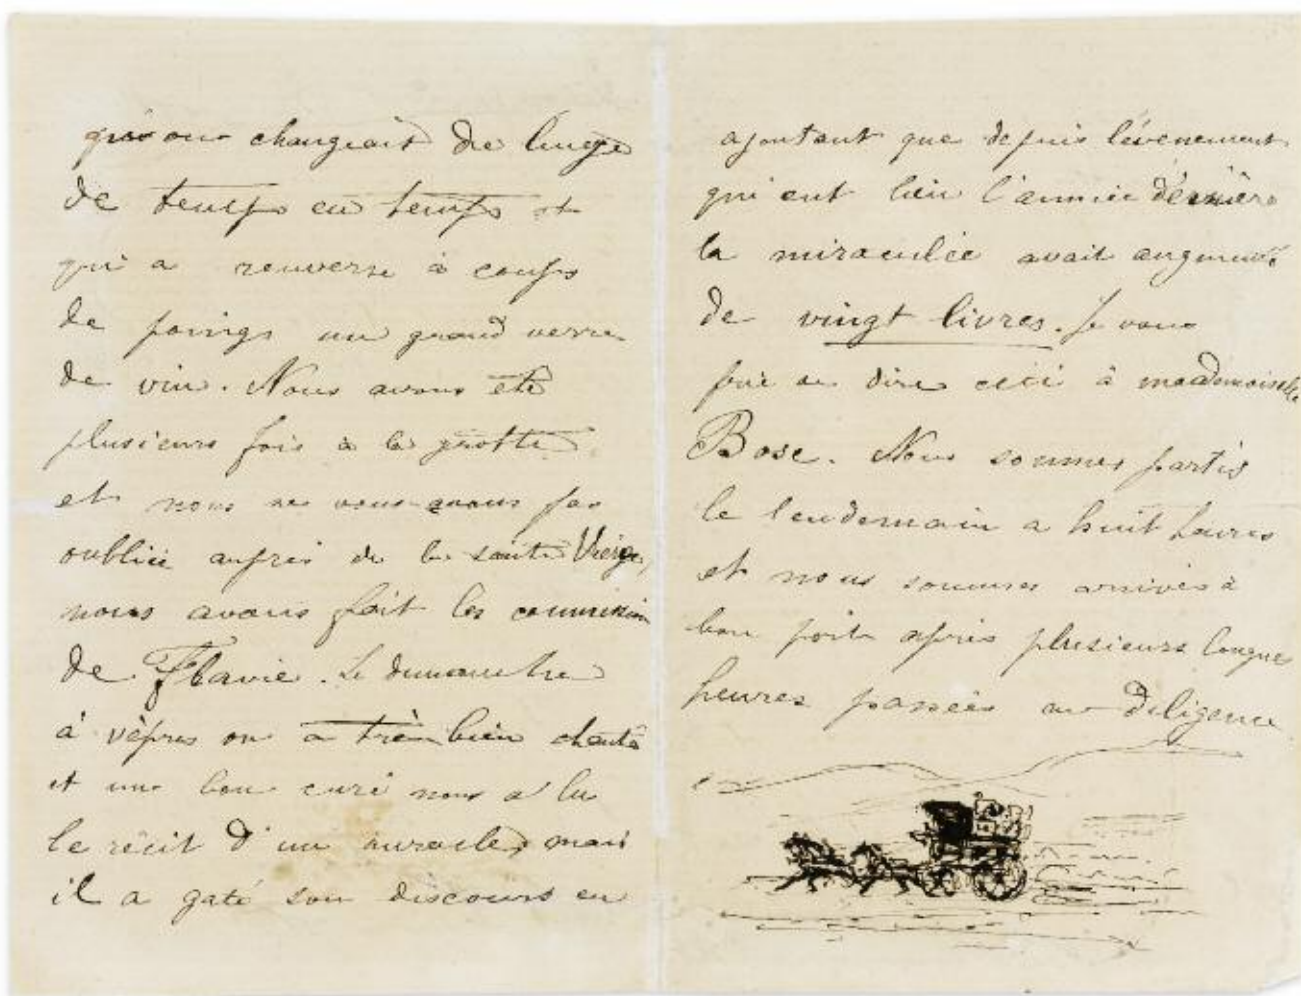 changeait de linge
de temps en temps et
qui a renversé à coups
de poings un grand verre
de vin. Nous avons été
plusieurs fois à la grotte
et nous ne vous avons pas
oubliée auprès de la sainte Vierge,
nous avons fait les commission
de Flavie. Le dimanche
à vêpres on a très bien chanté
et un bon curé nous a lu
le récit d'un miracle, mais
il a gaté son discours en
ajoutant que depuis l'évenement
qui eut lieu l'année dernière
la miraculée avait augmenté
de vingt livres. Je vous
prie de dire ceci à mademoiselle
Bosc. Nous sommes partis
le lendemain a huit heures
et nous sommes arrivés à
bon port après plusieurs longues
heures passées en diligence